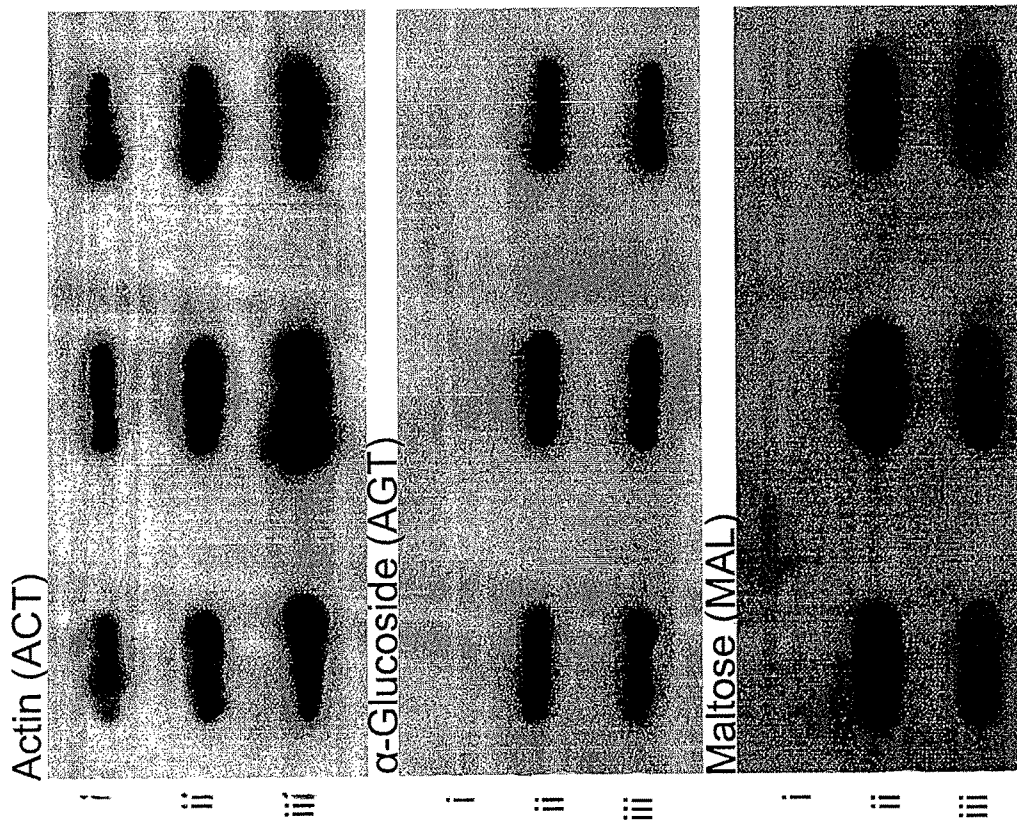 Actin (ACT)
i
ii
iii
α-Glucoside (AGT)
i
ii
iii
Maltose (MAL)
i
ii
iii